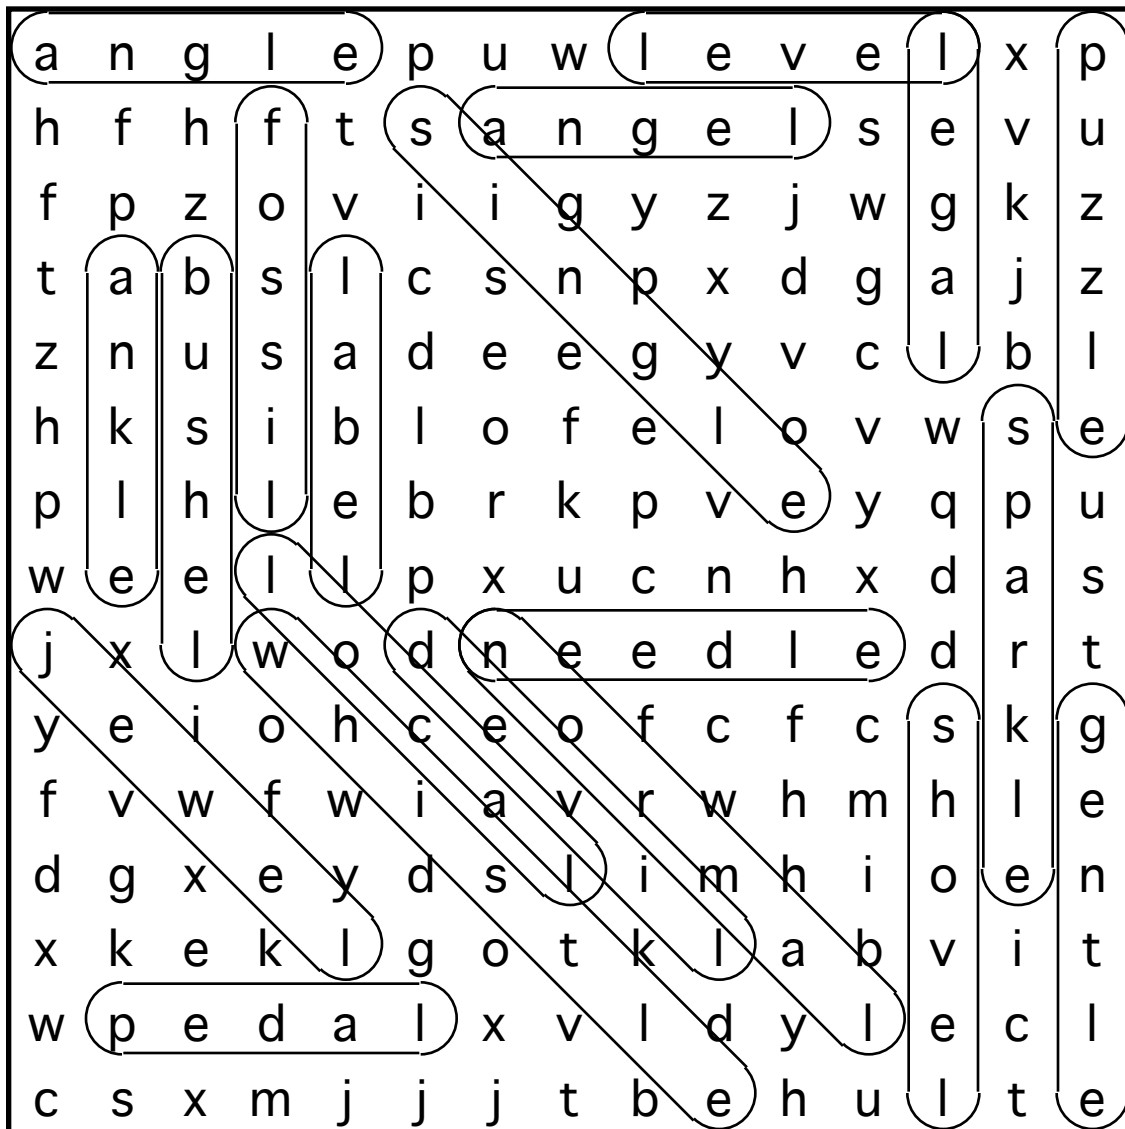 a n g l e p u w l e v e l x p
h f h f t s a n g e l s e v u
f p z o v i i g y z j w g k z
t a b s l c s n p x d g a j z
z n u s a d e e g y v c l b l
h k s i b l o f e l o v w s e
p l h l e b r k p v e y q p u
w e e l l p x u c n h x d a s
j x l w o d n e e d l e d r t
y e i o h c e o f c f c s k g
f v w f w i a v r w h m h l e
d g x e y d s l i m h i o e n
x k e k l g o t k l a b v i t
w p e d a l x v l d y l e c l
c s x m j j j t b e h u l t e